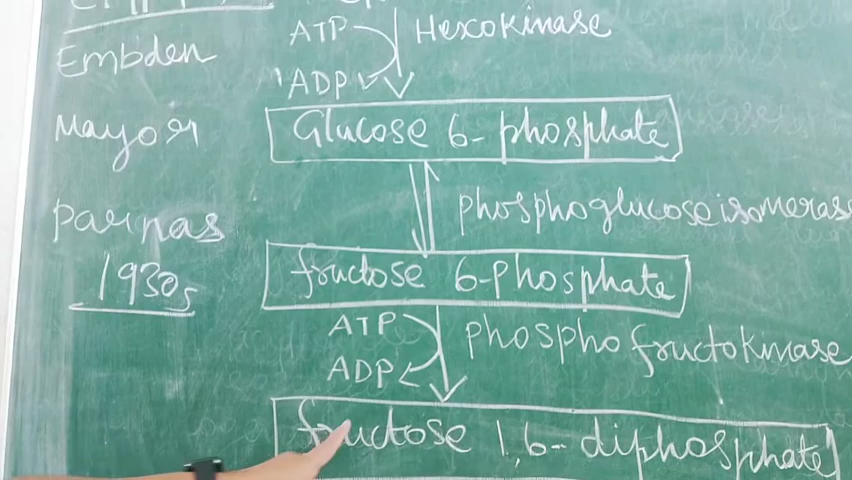 Embden
Mayor
parnas
1930s
ATP
Hexokinase
ADP
Glucose 6-phosphate
phosphoglucoseisomerase
fructose 6-phosphate
ATP
phosphofructokinase
ADP
fructose 1,6-diphosphate